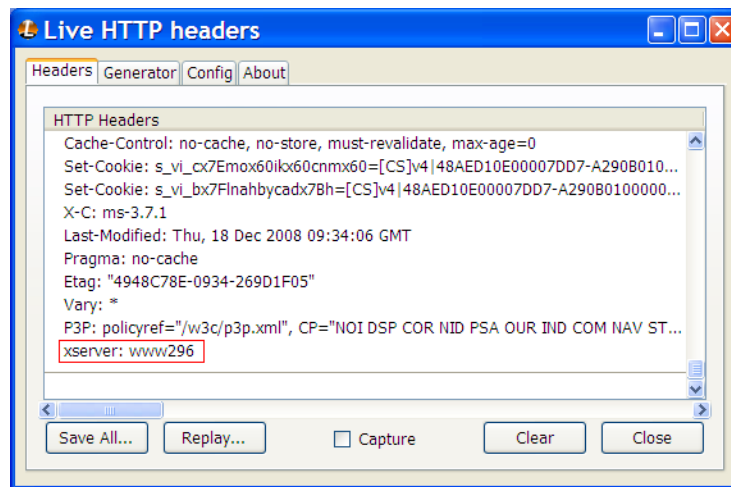 Live HTTP headers
Headers Generator Config About
HTTP Headers
Cache-Control: no-cache, no-store, must-revalidate, max-age=0
Set-Cookie: s_vi_cx7Emox60ikx60cnmx60=[CS]v4|48AED10E00007DD7-A290B010...
Set-Cookie: s_vi_bx7Flnahbycadx7Bh=[CS]v4|48AED10E00007DD7-A290B0100000...
X-C: ms-3.7.1
Last-Modified: Thu, 18 Dec 2008 09:34:06 GMT
Pragma: no-cache
Etag: "4948C78E-0934-269D1F05"
Vary: *
P3P: policyref="/w3c/p3p.xml", CP="NOI DSP COR NID PSA OUR IND COM NAV ST...
xserver: www296
Save All... Replay... Capture Clear Close